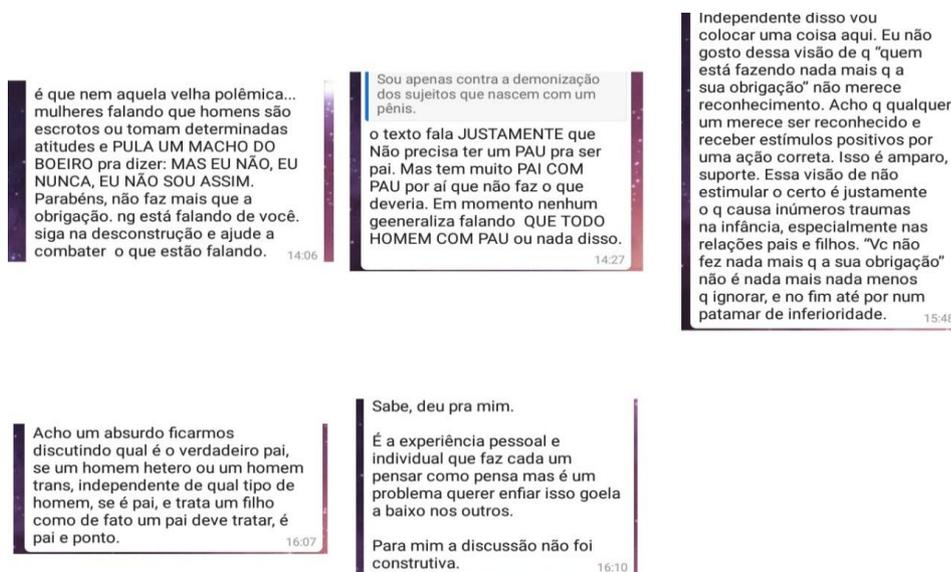 é que nem aquela velha polêmica...
mulheres falando que homens são
escrotos ou tomam determinadas
atitudes e PULA UM MACHO DO
BOEIRO pra dizer: MAS EU NÃO, EU
NUNCA, EU NÃO SOU ASSIM.
Parabéns, não faz mais que a
obrigação. ng está falando de você.
siga na desconstrução e ajude a
combater o que estão falando.
14:06
Sou apenas contra a demonização
dos sujeitos que nascem com um
pênis.
o texto fala JUSTAMENTE que
Não precisa ter um PAU pra ser
pai. Mas tem muito PAI COM
PAU por aí que não faz o que
deveria. Em momento nenhum
geeneraliza falando QUE TODO
HOMEM COM PAU ou nada disso.
14:27
Independente disso vou
colocar uma coisa aqui. Eu não
gosto dessa visão de q “quem
está fazendo nada mais q a
sua obrigação” não merece
reconhecimento. Acho q qualquer
um merece ser reconhecido e
receber estímulos positivos por
uma ação correta. Isso é amparo,
suporte. Essa visão de não
estimular o certo é justamente
o q causa inúmeros traumas
na infância, especialmente nas
relações pais e filhos. “Vc não
fez nada mais q a sua obrigação”
não é nada mais nada menos
q ignorar, e no fim até por num
patamar de inferioridade.
15:48
Acho um absurdo ficarmos
discutindo qual é o verdadeiro pai,
se um homem hetero ou um homem
trans, independente de qual tipo de
homem, se é pai, e trata um filho
como de fato um pai deve tratar, é
pai e ponto.
16:07
Sabe, deu pra mim.
É a experiência pessoal e
individual que faz cada um
pensar como pensa mas é um
problema querer enfiar isso goela
a baixo nos outros.
Para mim a discussão não foi
construtiva.
16:10